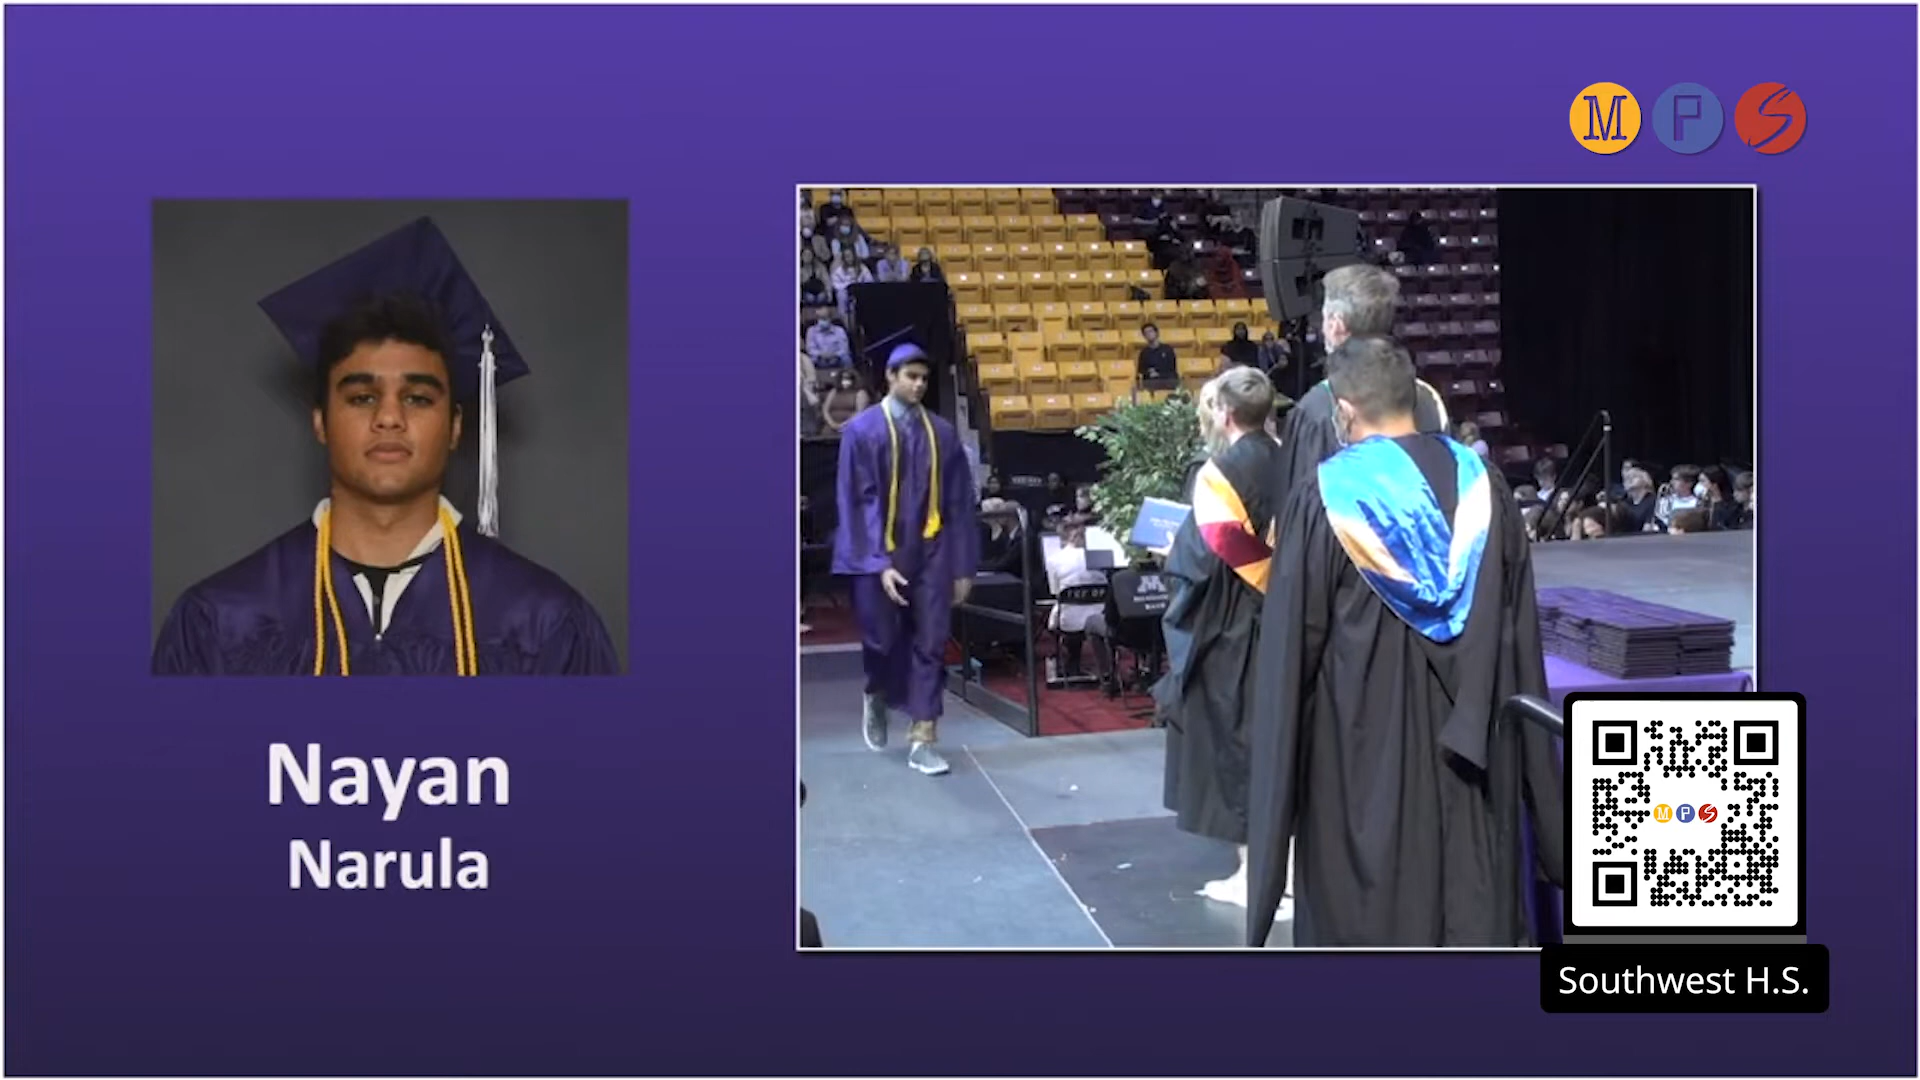 M P S
Nayan
Narula
M
M P S
Southwest H.S.